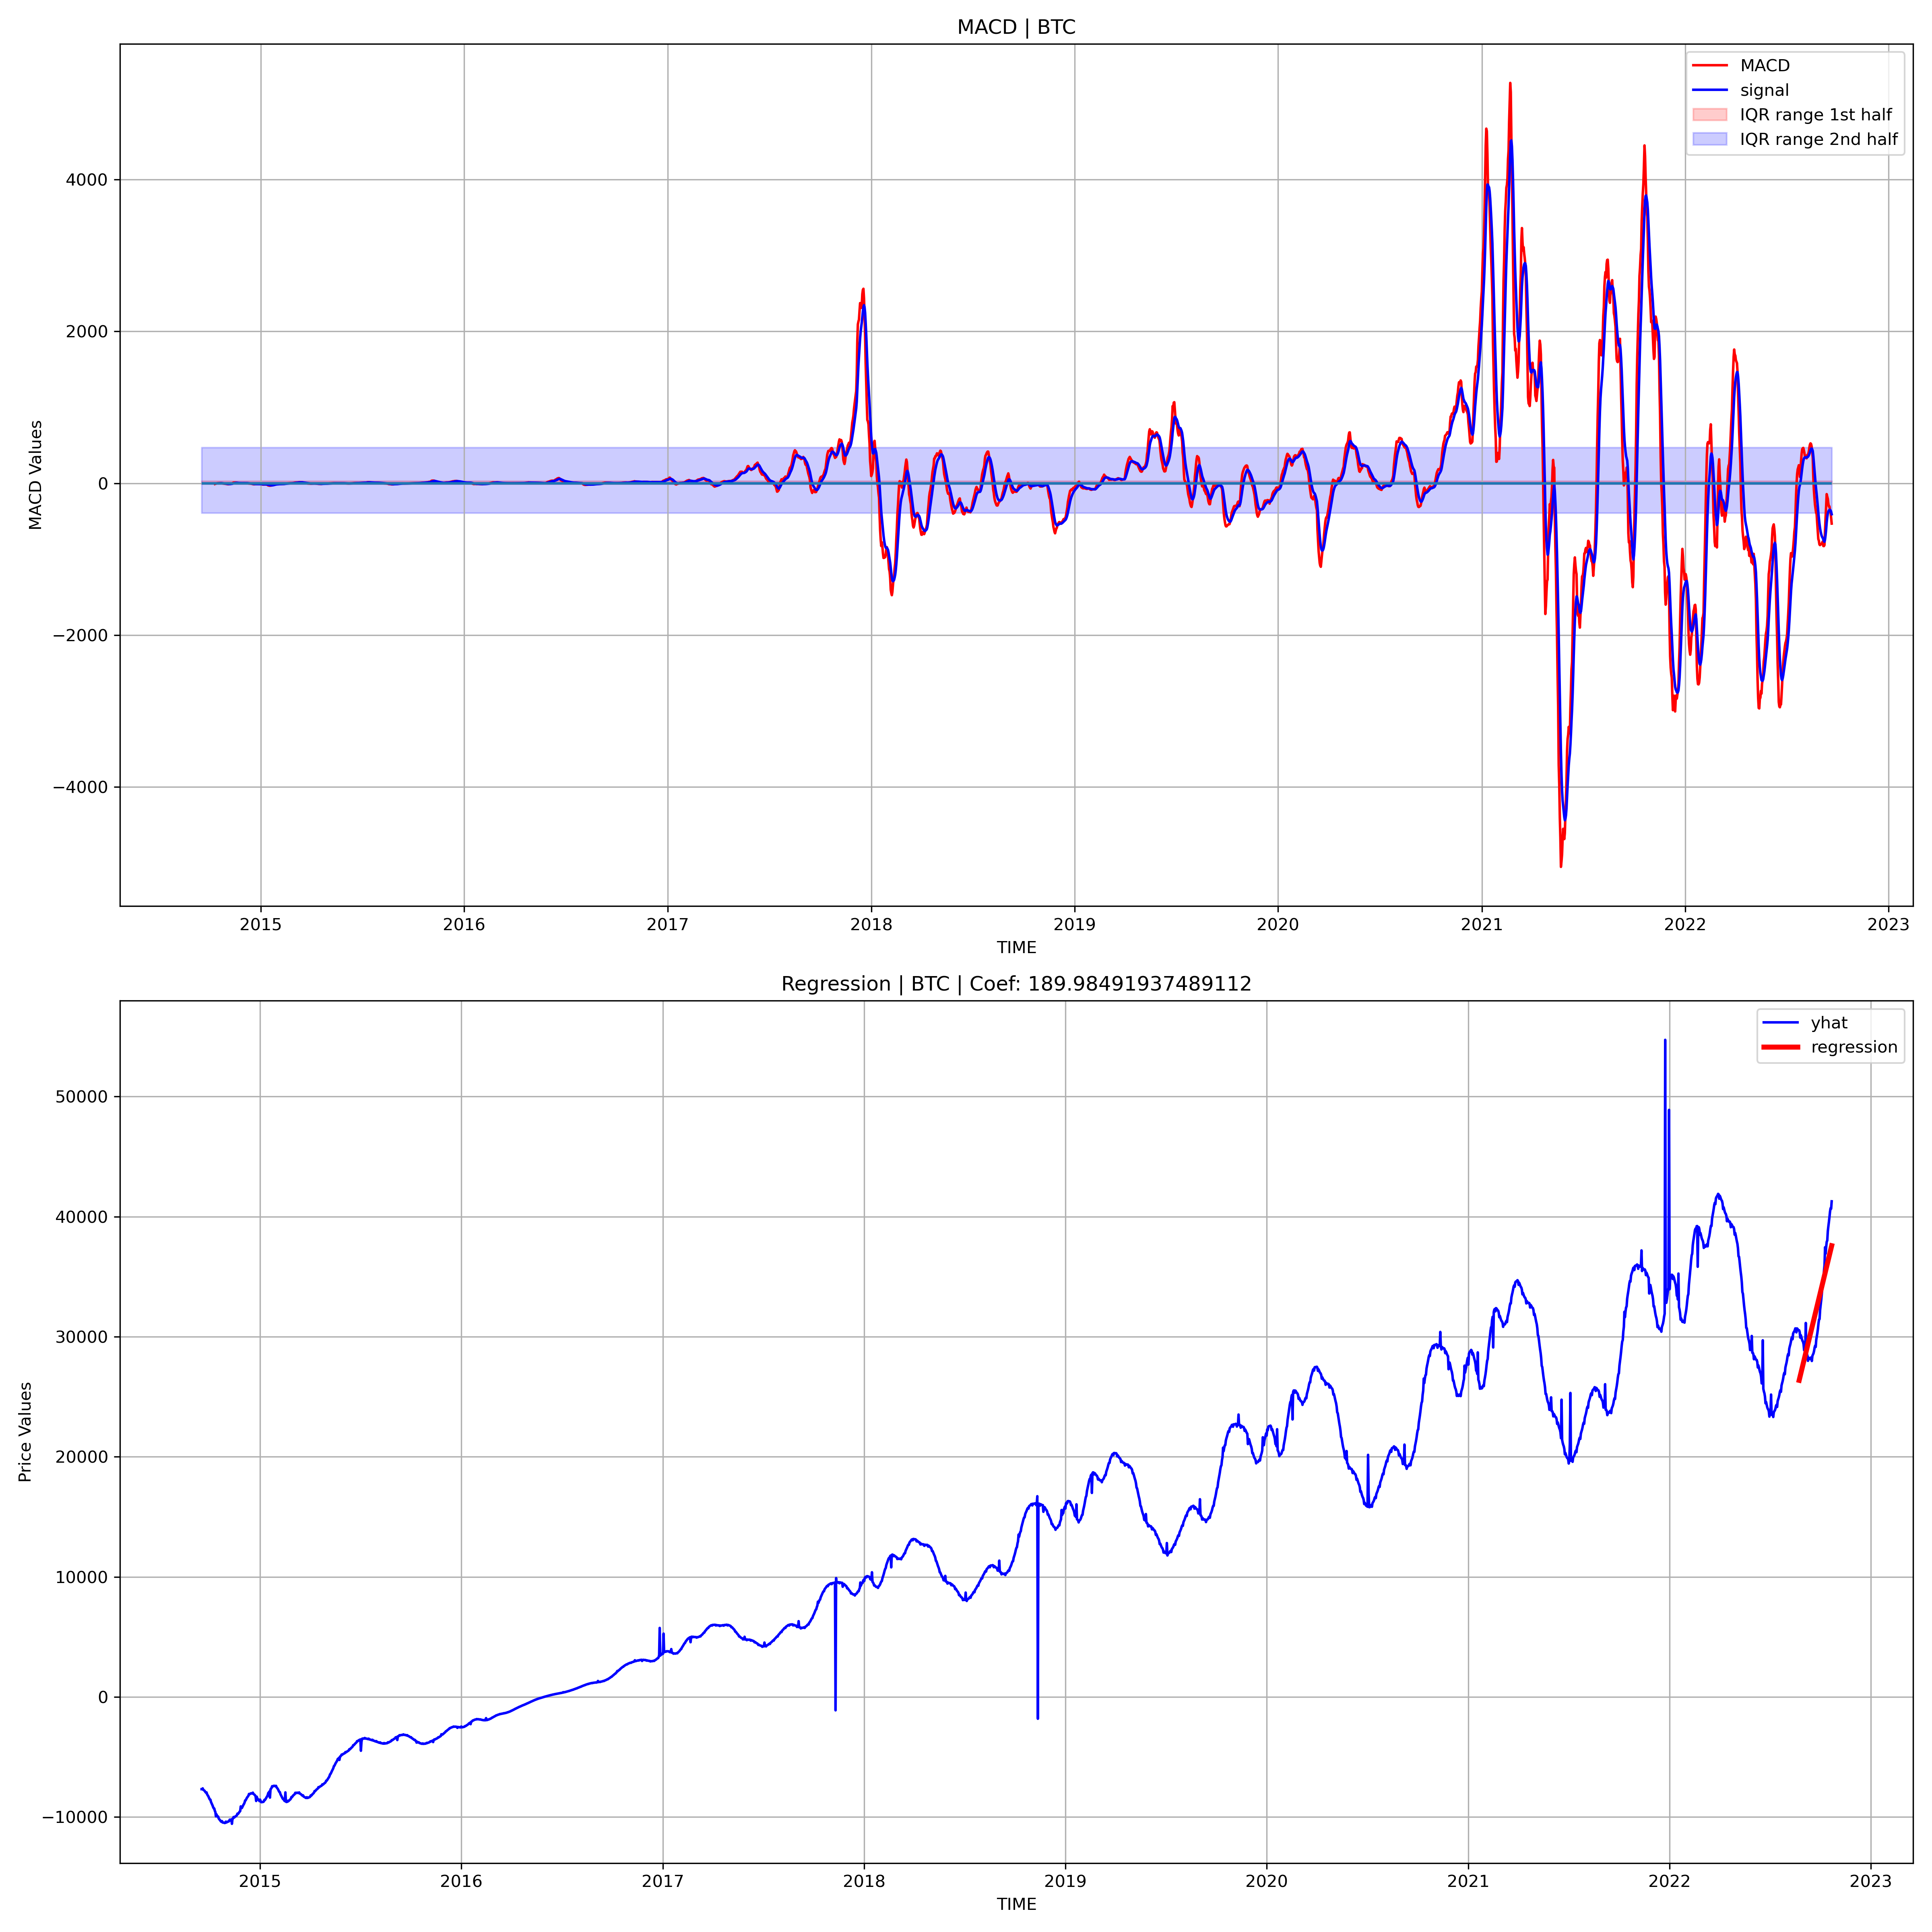 MACD | BTC
MACD
signal
IQR range 1st half
IQR range 2nd half
4000
2000
0
−2000
−4000
MACD Values
2015 2016 2017 2018 2019 2020 2021 2022 2023
TIME
Regression | BTC | Coef: 189.98491937489112
yhat
regression
50000
40000
30000
20000
10000
0
−10000
Price Values
2015 2016 2017 2018 2019 2020 2021 2022 2023
TIME